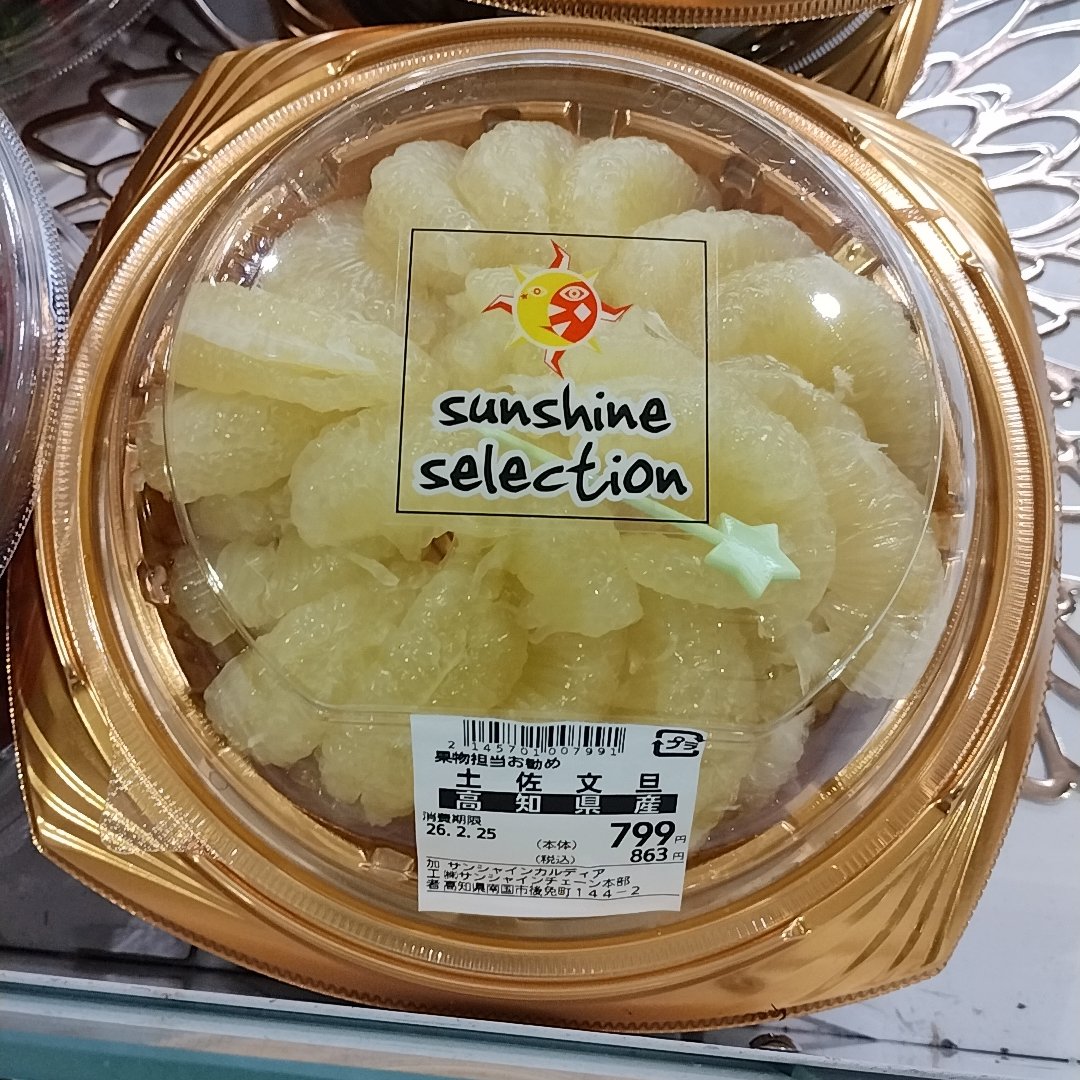 sunshine
selection
2 145701 007991
プラ
果物担当お勧め
土佐文旦
高知県産
消費期限
26. 2. 25
(本体) 799円
(税込) 863円
加 サンシャインカルディア
工 ㈱サンシャインチェーン本部
者 高知県南国市後免町144-2